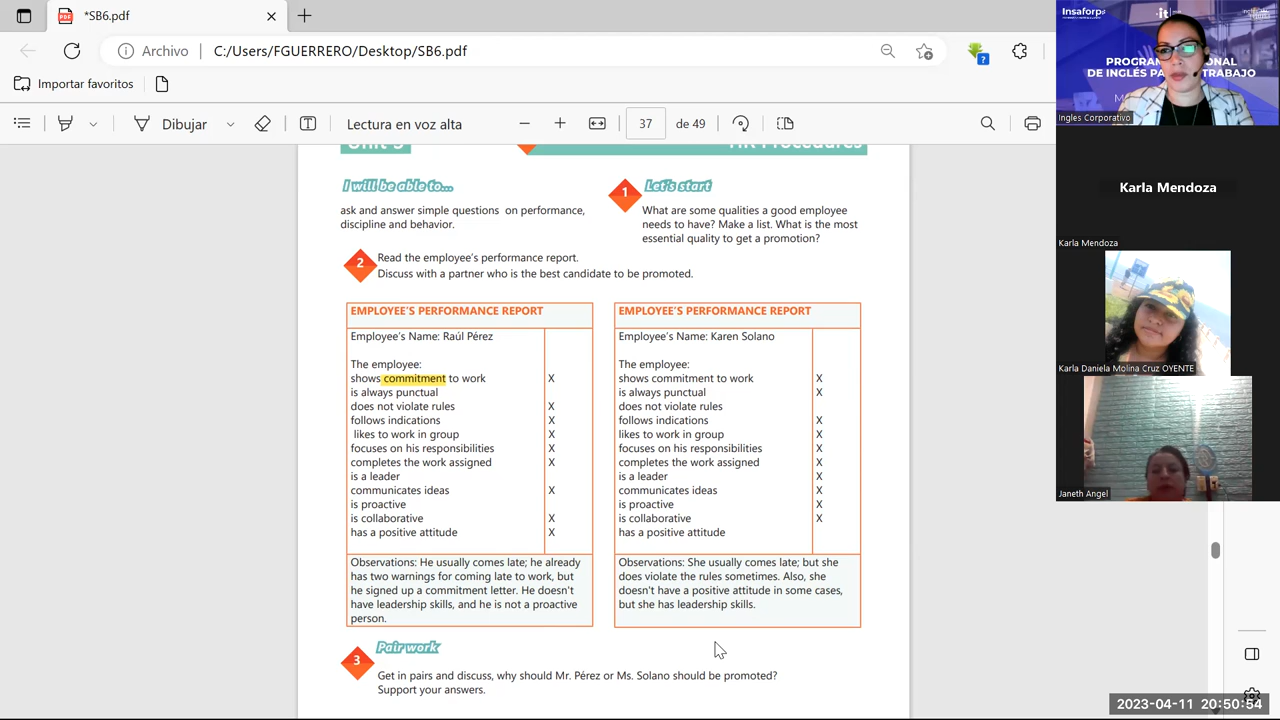 *SB6.pdf
Archivo
C:/Users/FGUERRERO/Desktop/SB6.pdf
Importar favoritos
Dibujar
Lectura en voz alta
37
de 49
Unit 5
HR Procedures
I will be able to...
ask and answer simple questions on performance,
discipline and behavior.
1
Let's start
What are some qualities a good employee
needs to have? Make a list. What is the most
essential quality to get a promotion?
2
Read the employee's performance report.
Discuss with a partner who is the best candidate to be promoted.
EMPLOYEE'S PERFORMANCE REPORT
Employee's Name: Raúl Pérez
The employee:
shows commitment to work X
is always punctual
does not violate rules X
follows indications X
likes to work in group X
focuses on his responsibilities X
completes the work assigned X
is a leader
communicates ideas X
is proactive
is collaborative X
has a positive attitude X
Observations: He usually comes late; he already
has two warnings for coming late to work, but
he signed up a commitment letter. He doesn't
have leadership skills, and he is not a proactive
person.
EMPLOYEE'S PERFORMANCE REPORT
Employee's Name: Karen Solano
The employee:
shows commitment to work X
is always punctual X
does not violate rules
follows indications X
likes to work in group X
focuses on his responsibilities X
completes the work assigned X
is a leader X
communicates ideas X
is proactive X
is collaborative X
has a positive attitude
Observations: She usually comes late; but she
does violate the rules sometimes. Also, she
doesn't have a positive attitude in some cases,
but she has leadership skills.
3
Pair work
Get in pairs and discuss, why should Mr. Pérez or Ms. Solano should be promoted?
Support your answers.
Insaforp
Ingles Corporativo
Karla Mendoza
Karla Mendoza
Karla Daniela Molina Cruz OYENTE
Janeth Angel
2023-04-11 20:50:54